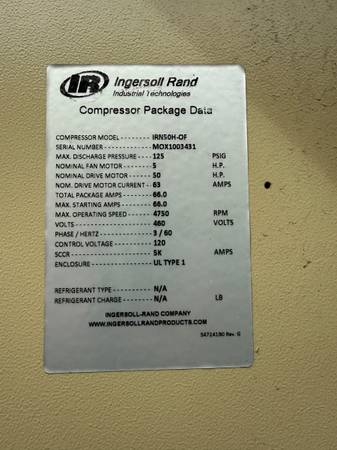 IR Ingersoll Rand
Industrial Technologies
Compressor Package Data
COMPRESSOR MODEL -------- IRN50H-OF
SERIAL NUMBER ------------- MOX1003431
MAX. DISCHARGE PRESSURE ---- 125 PSIG
NOMINAL FAN MOTOR -------- 5 H.P.
NOMINAL DRIVE MOTOR ------- 50 H.P.
NOM. DRIVE MOTOR CURRENT -- 63 AMPS
TOTAL PACKAGE AMPS -------- 66.0
MAX. STARTING AMPS --------- 66.0
MAX. OPERATING SPEED ------- 4750 RPM
VOLTS --------------------- 460 VOLTS
PHASE / HERTZ -------------- 3 / 60
CONTROL VOLTAGE ----------- 120
SCCR ---------------------- 5K AMPS
ENCLOSURE ---------------- UL TYPE 1
REFRIGERANT TYPE ---------- N/A
REFRIGERANT CHARGE -------- N/A LB
INGERSOLL-RAND COMPANY
WWW.INGERSOLLRANDPRODUCTS.COM
54724190 Rev. G